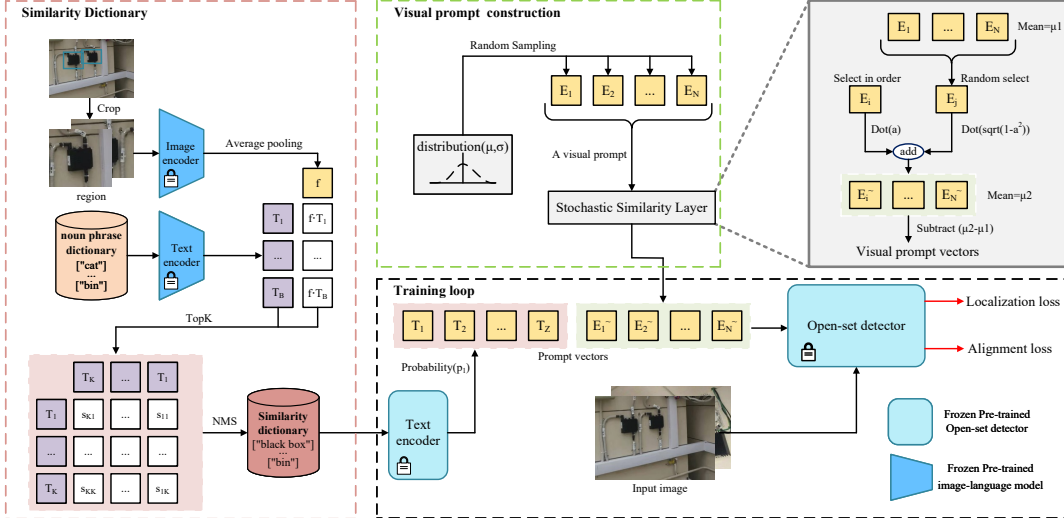 Similarity Dictionary
Crop
region
Image
encoder
Average pooling
f
noun phrase
dictionary
["cat"]
...
["bin"]
Text
encoder
T1
f·T1
...
...
TB
f·TB
TopK
TK
...
T1
T1
sK1
...
s11
...
...
...
...
TK
sKK
...
s1K
NMS
Similarity
dictionary
["black box"]
...
["bin"]
Visual prompt construction
Random Sampling
E1
E2
...
EN
distribution(μ,σ)
A visual prompt
Stochastic Similarity Layer
E1
...
EN
Mean=μ1
Select in order
Random select
Ei
Ej
Dot(a)
Dot(sqrt(1-a²))
add
Ei~
...
EN~
Mean=μ2
Subtract (μ2-μ1)
Visual prompt vectors
Training loop
T1
T2
...
TZ
E1~
E2~
...
EN~
Prompt vectors
Probability(p1)
Text
encoder
Input image
Open-set detector
Localization loss
Alignment loss
Frozen Pre-trained
Open-set detector
Frozen Pre-trained
image-language model